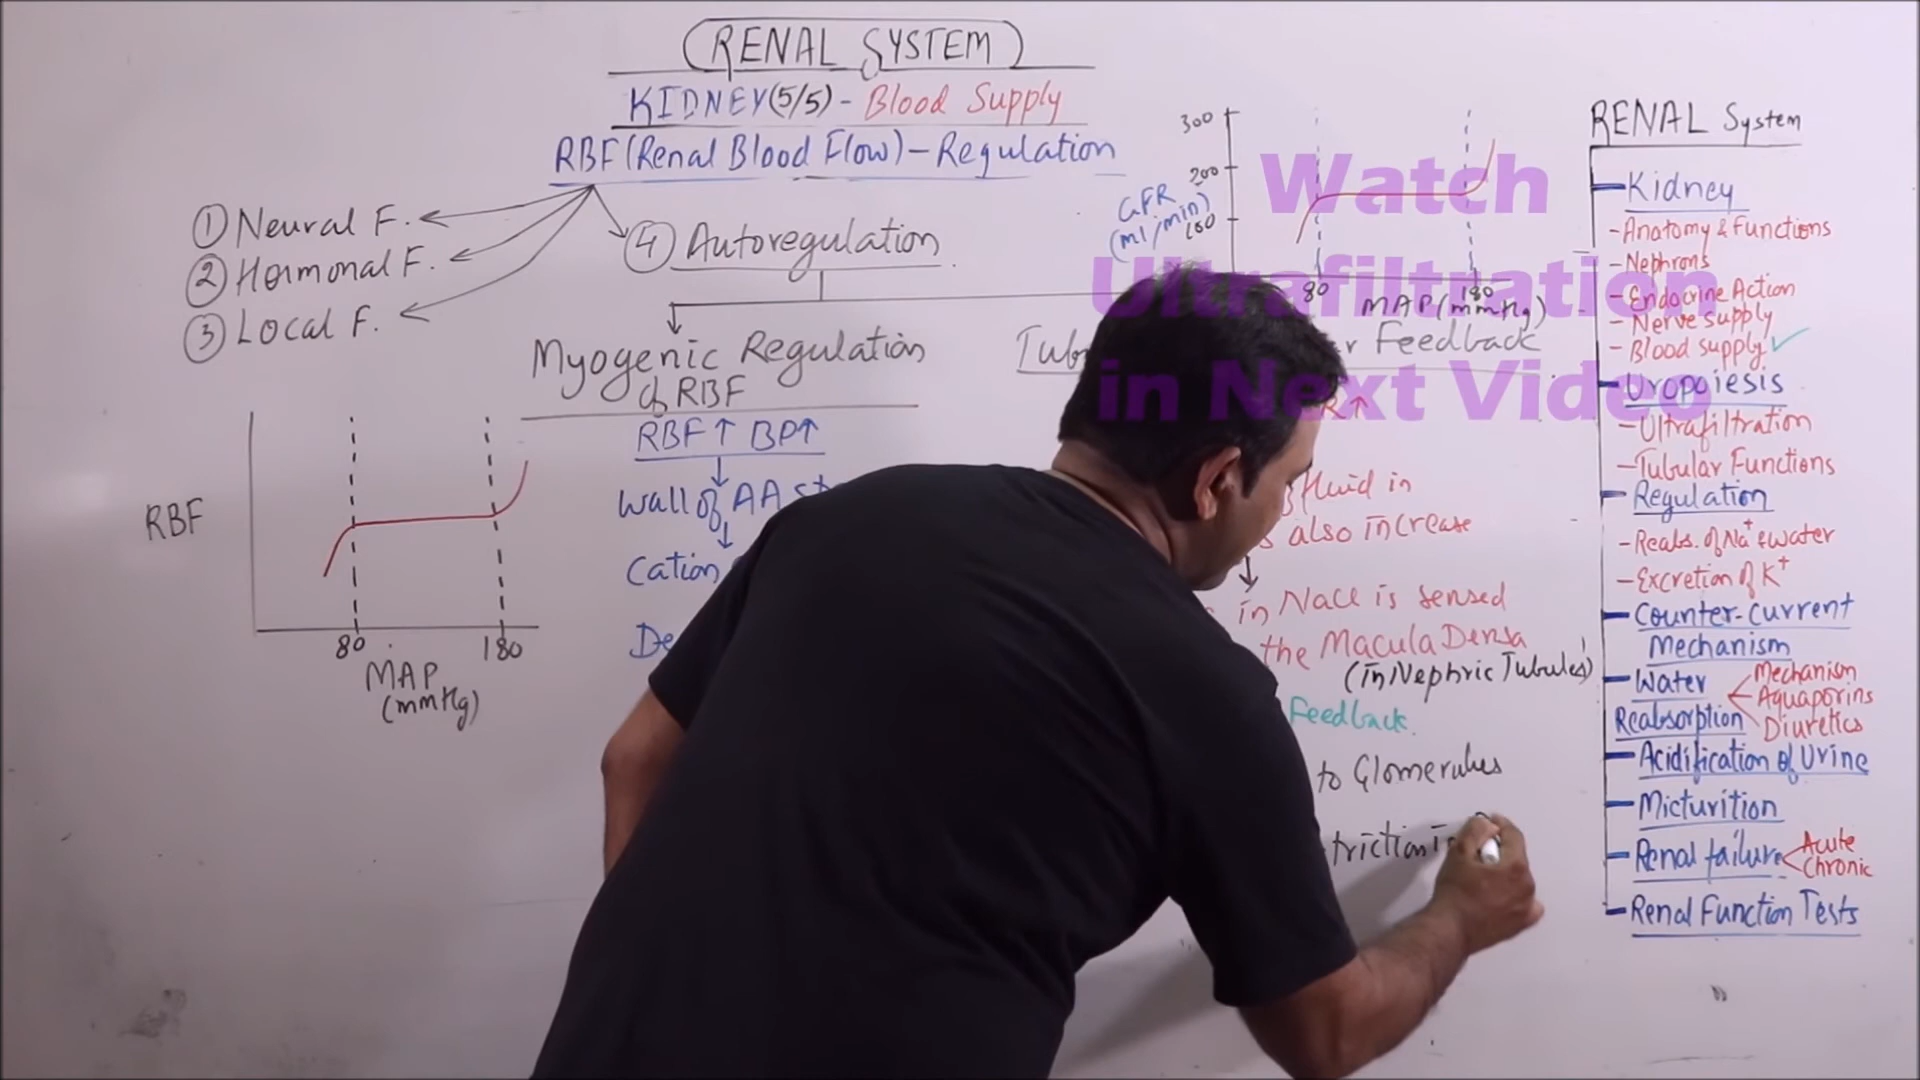 RENAL SYSTEM
KIDNEY(5/5)- Blood Supply
RBF(Renal Blood Flow)-Regulation
① Neural F.
② Hormonal F.
③ Local F.
④ Autoregulation
Myogenic Regulation
of RBF
RBF↑ BP↑
Wall of AA
Cation
RBF
80
180
MAP
(mmHg)
300
200
100
GFR
(ml/min)
80
180
MAP(mmHg)
Feedback
R↑
fluid in
also increase
in NaCl is sensed
the Macula Densa
(in Nephric Tubules)
Feedback.
to Glomerulus
triction
Watch
Ultrafiltration
in Next Video
RENAL System
-Kidney
-Anatomy & Functions
-Nephrons
-Endocrine Action
-Nerve supply
-Blood supply✓
-Uropoiesis
-Ultrafiltration
-Tubular Functions
-Regulation
-Reabs. of Na⁺ & water
-Excretion of K⁺
-Counter-current
Mechanism
-Water
Reabsorption
Mechanism
Aquaporins
Diuretics
-Acidification of Urine
-Micturition
-Renal failure
Acute
Chronic
-Renal Function Tests